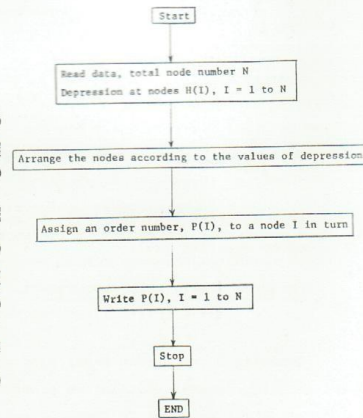 Start
Read data, total node number N
Depression at nodes H(I), I = 1 to N
Arrange the nodes according to the values of depression
Assign an order number, P(I), to a node I in turn
Write P(I), I = 1 to N
Stop
END